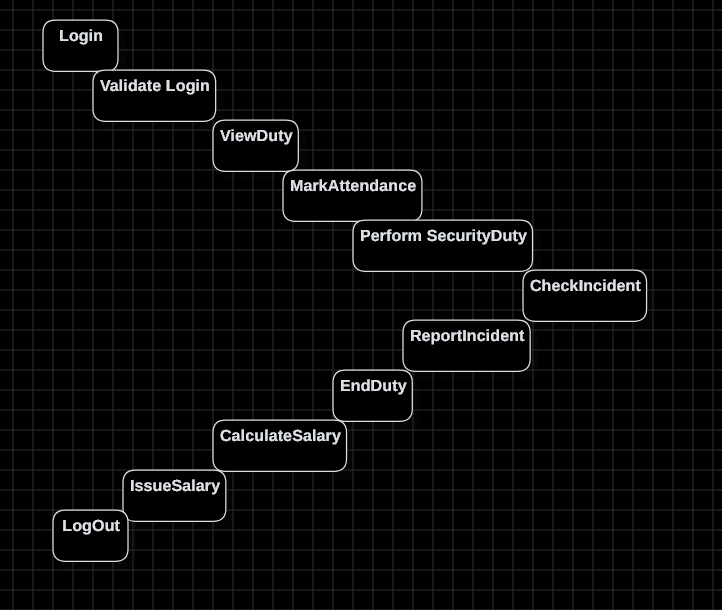 Login
Validate Login
ViewDuty
MarkAttendance
Perform SecurityDuty
CheckIncident
ReportIncident
EndDuty
CalculateSalary
IssueSalary
LogOut